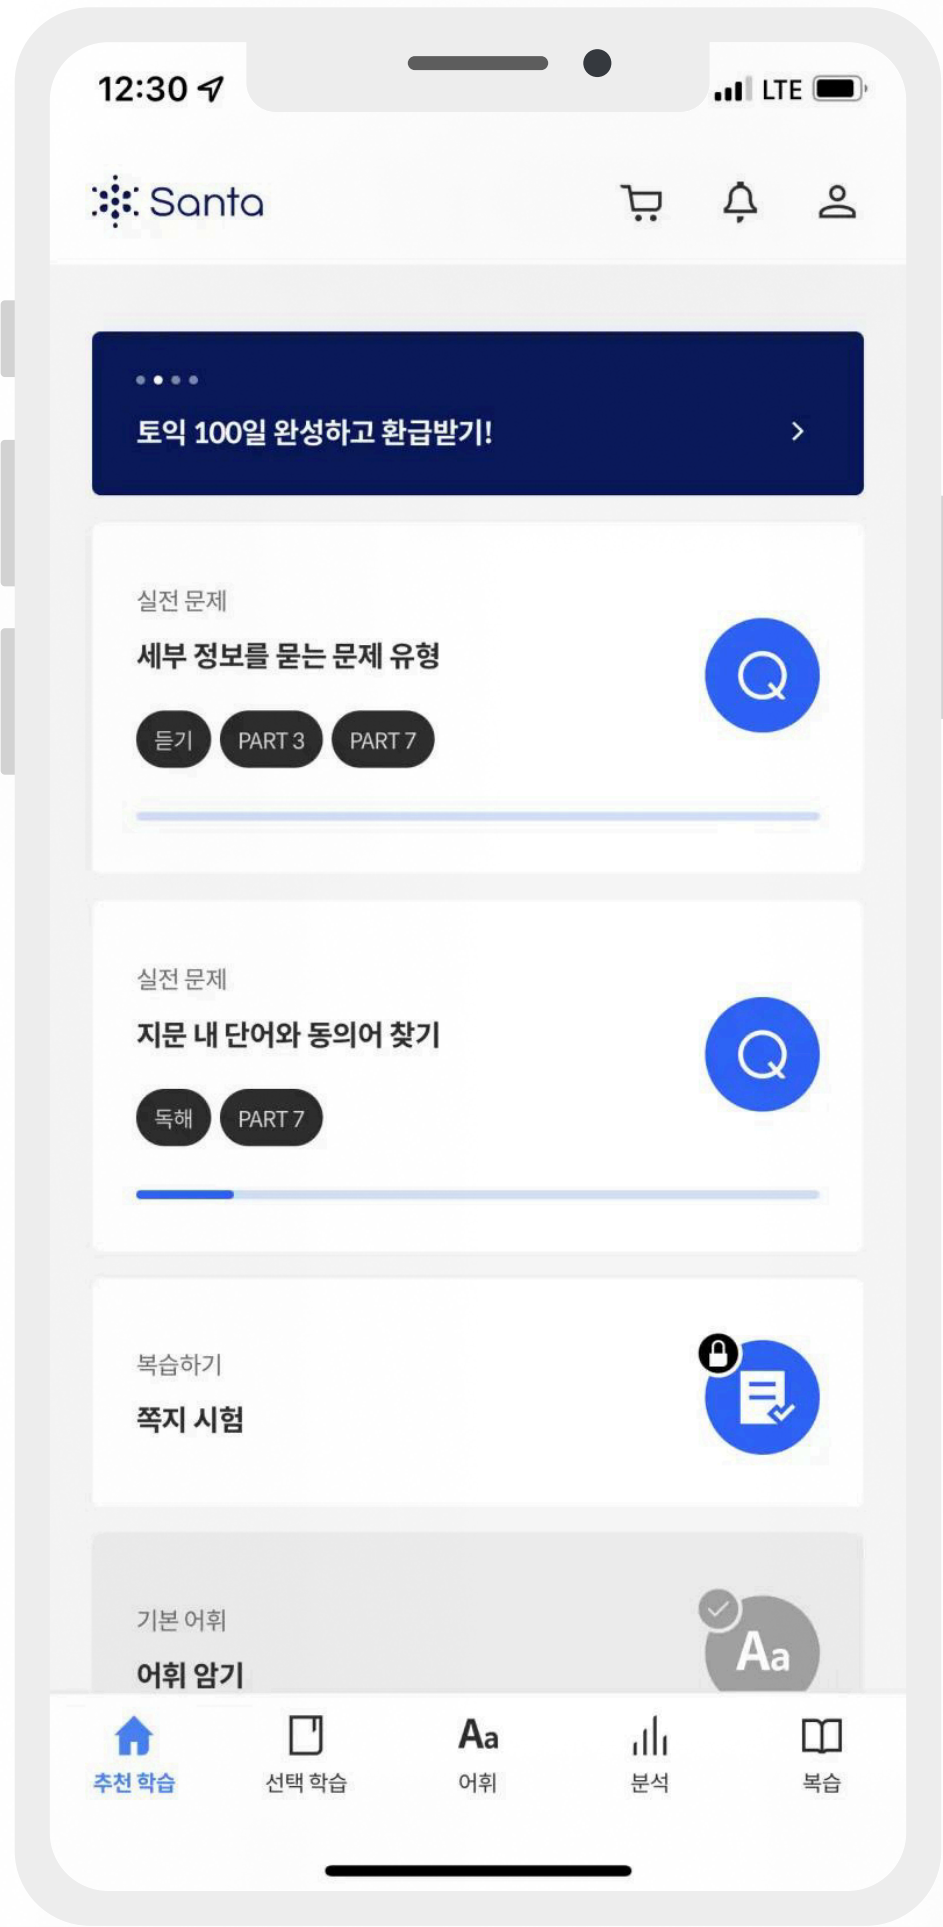 12:30
LTE
Santa
토익 100일 완성하고 환급받기!
실전 문제
세부 정보를 묻는 문제 유형
듣기 PART 3 PART 7
실전 문제
지문 내 단어와 동의어 찾기
독해 PART 7
복습하기
쪽지 시험
기본 어휘
어휘 암기
Aa
Aa
추천 학습 선택 학습 어휘 분석 복습